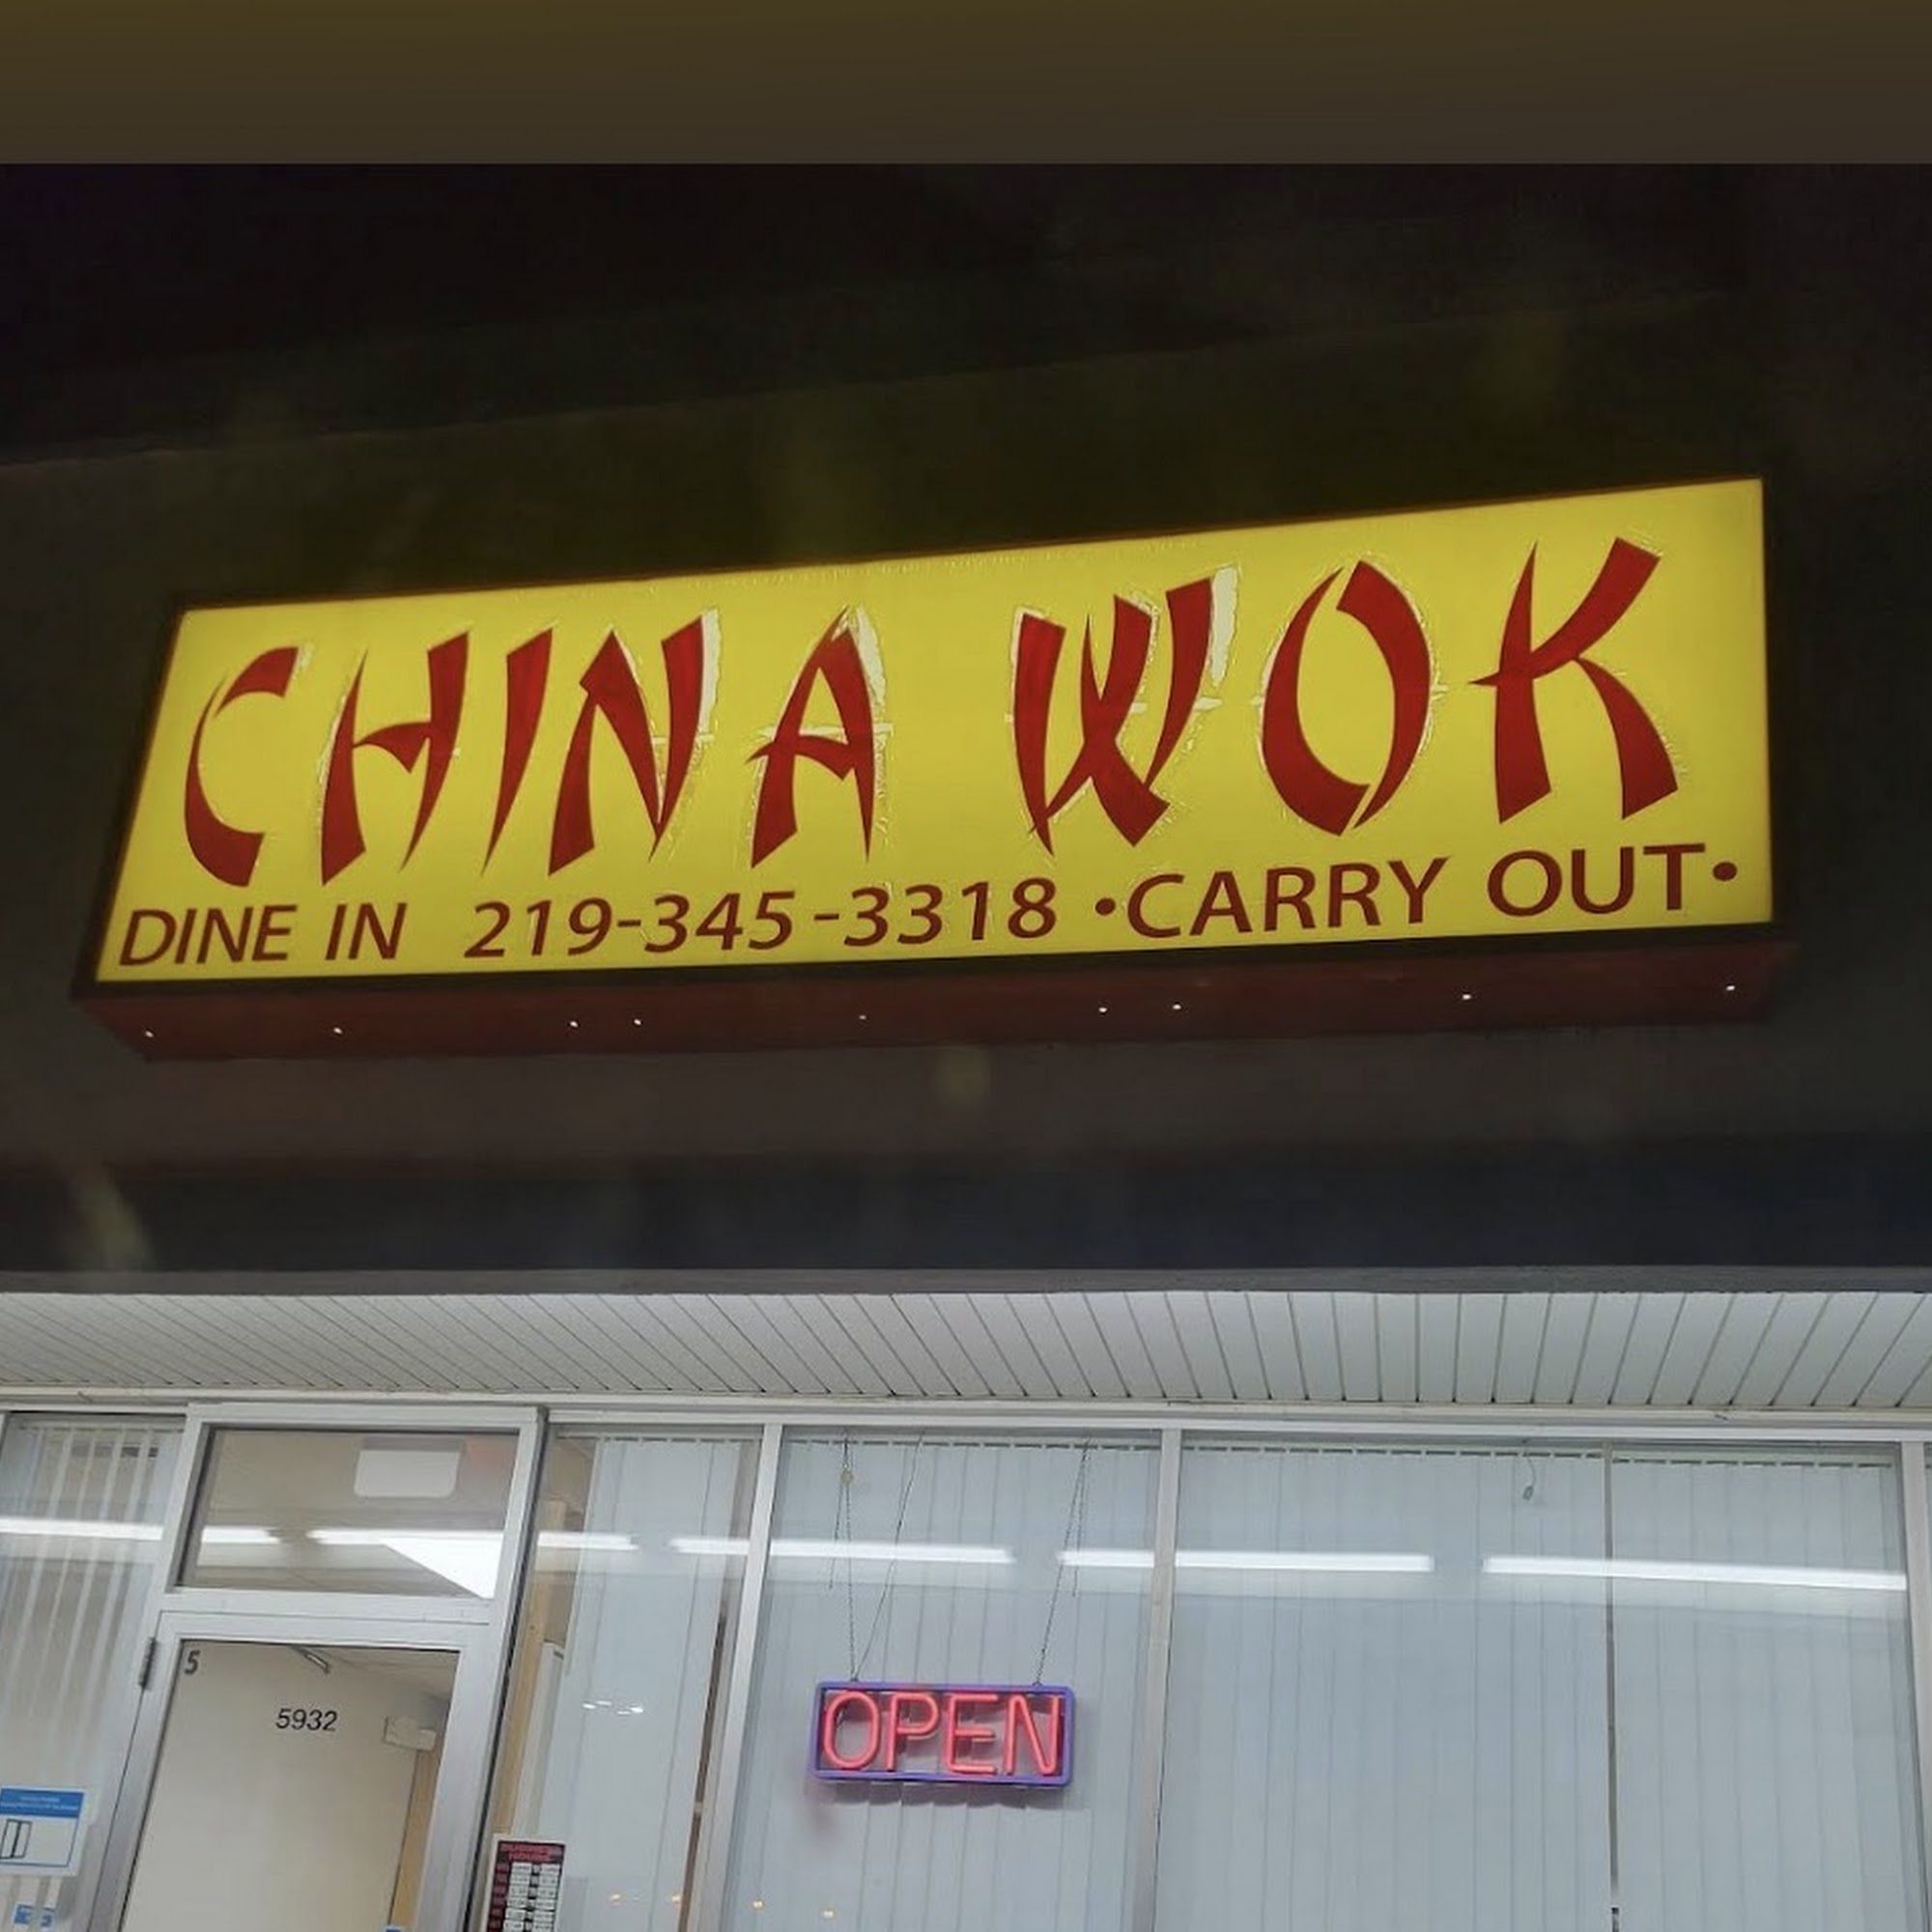 CHINA WOK
DINE IN 219-345-3318 •CARRY OUT•
5
5932
OPEN